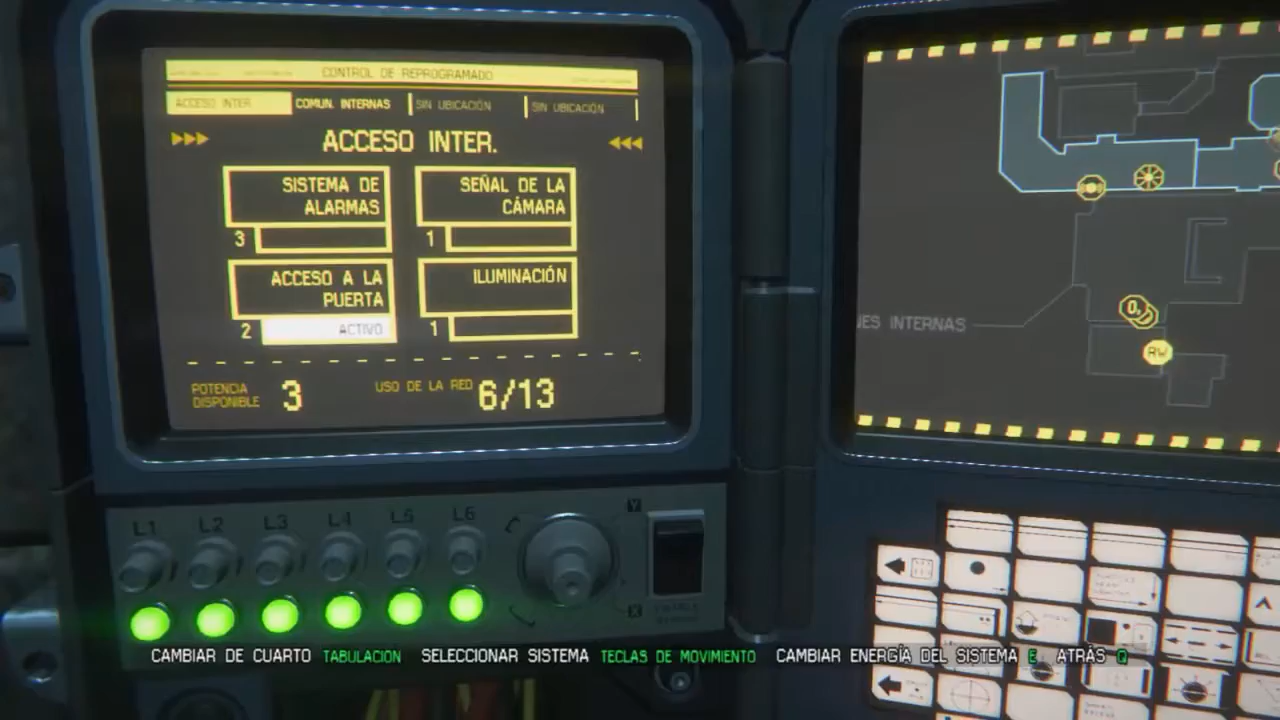 CONTROL DE REPROGRAMADO
ACCESO INTER. COMUN. INTERNAS SIN UBICACIÓN SIN UBICACIÓN
ACCESO INTER.
SISTEMA DE
ALARMAS
3
SEÑAL DE LA
CÁMARA
1
ACCESO A LA
PUERTA
2 ACTIVO
ILUMINACIÓN
1
POTENCIA
DISPONIBLE 3
USO DE LA RED 6/13
NES INTERNAS
RW
L1 L2 L3 L4 L5 L6
Y
X
CAMBIAR DE CUARTO TABULACION SELECCIONAR SISTEMA TECLAS DE MOVIMIENTO CAMBIAR ENERGÍA DEL SISTEMA E ATRÁS Q